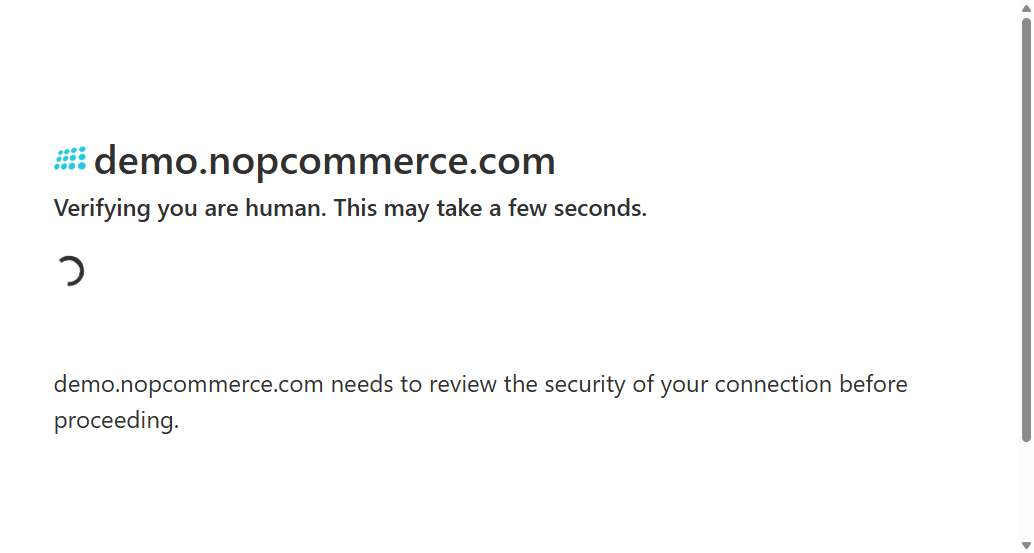 demo.nopcommerce.com
Verifying you are human. This may take a few seconds.
demo.nopcommerce.com needs to review the security of your connection before
proceeding.